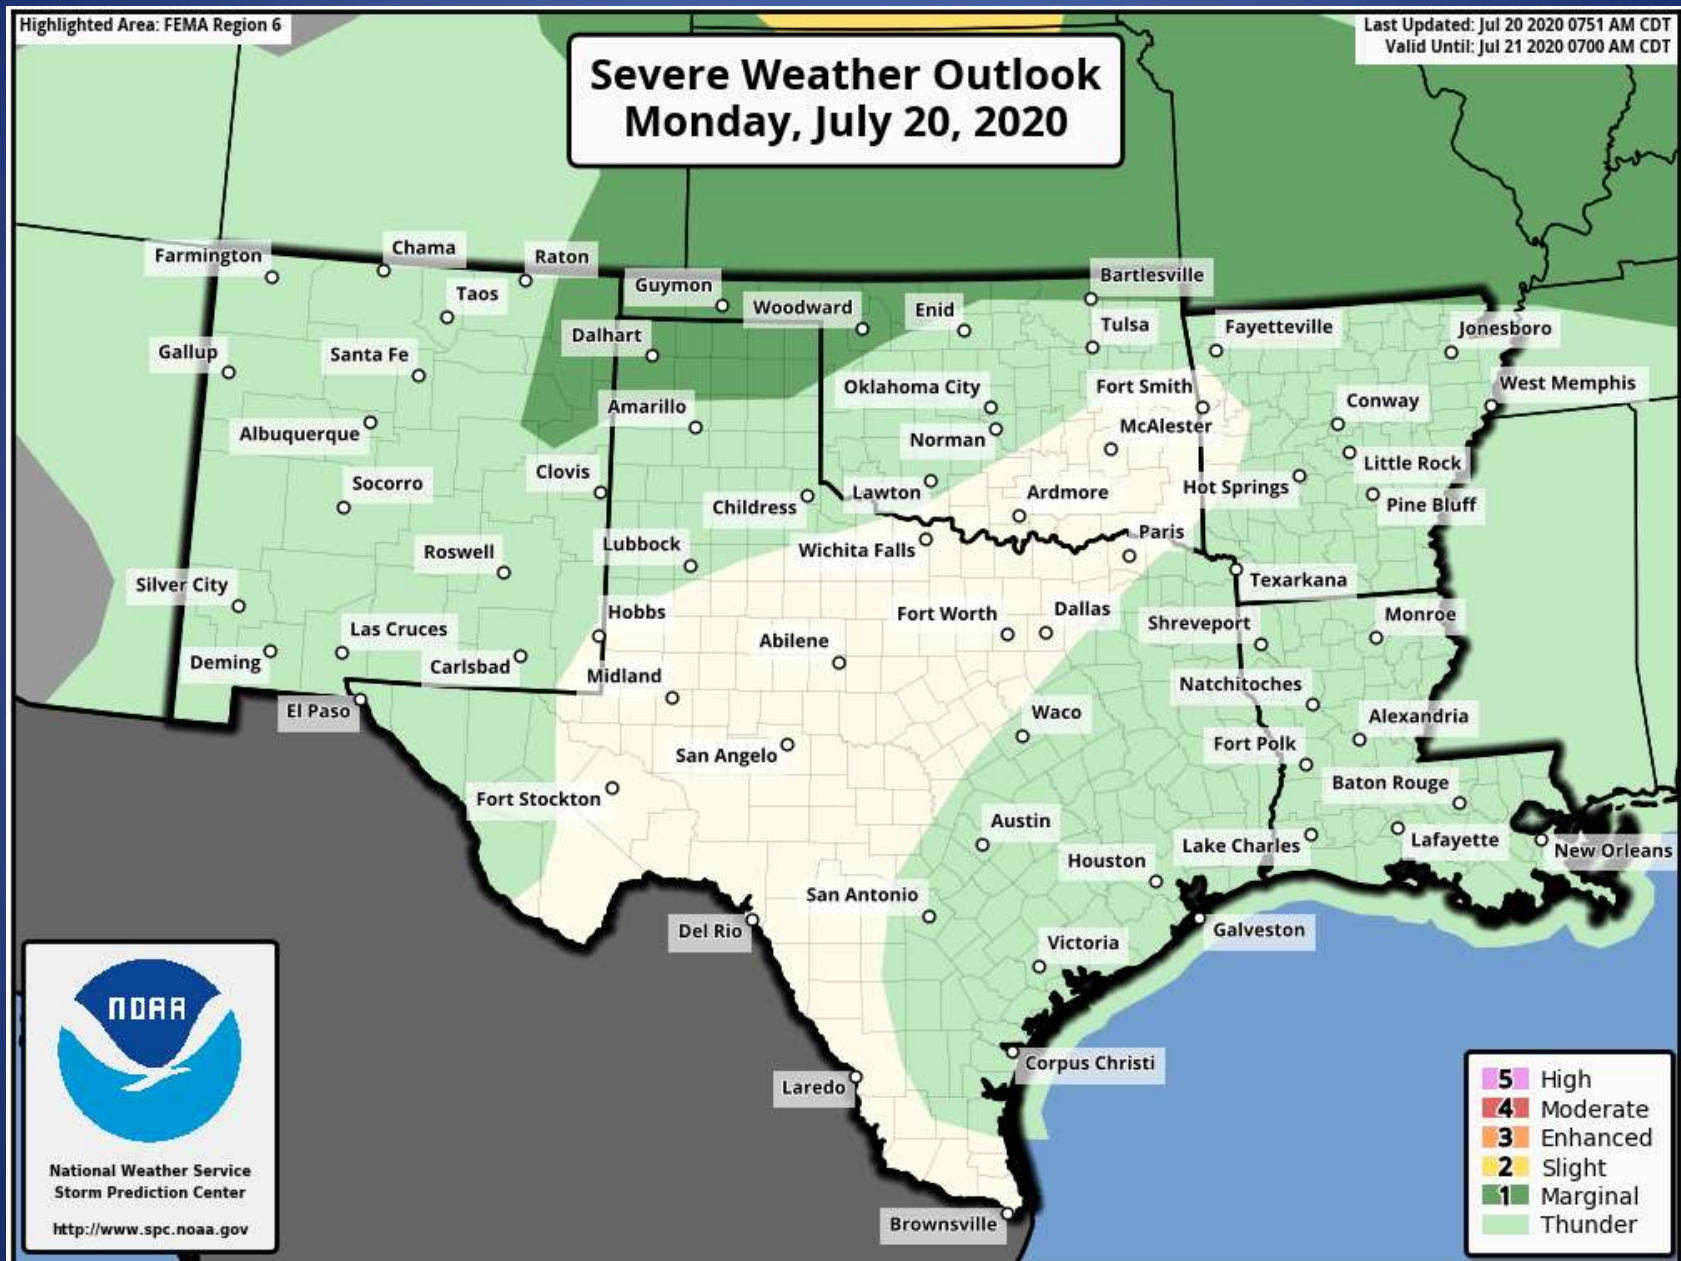 Highlighted Area: FEMA Region 6
Last Updated: Jul 20 2020 0751 AM CDT
Valid Until: Jul 21 2020 0700 AM CDT
Severe Weather Outlook
Monday, July 20, 2020
Farmington
Chama
Raton
Taos
Guymon
Woodward
Enid
Bartlesville
Tulsa
Fayetteville
Jonesboro
Gallup
Santa Fe
Dalhart
Oklahoma City
Fort Smith
West Memphis
Conway
Albuquerque
Amarillo
Norman
McAlester
Little Rock
Socorro
Clovis
Childress
Lawton
Ardmore
Hot Springs
Pine Bluff
Roswell
Lubbock
Wichita Falls
Paris
Texarkana
Silver City
Hobbs
Fort Worth
Dallas
Shreveport
Monroe
Las Cruces
Deming
Carlsbad
Midland
Abilene
Natchitoches
El Paso
San Angelo
Waco
Fort Polk
Alexandria
Fort Stockton
Austin
Baton Rouge
Houston
Lake Charles
Lafayette
New Orleans
San Antonio
Del Rio
Victoria
Galveston
Laredo
Corpus Christi
Brownsville
NOAA
National Weather Service
Storm Prediction Center
http://www.spc.noaa.gov
5 High
4 Moderate
3 Enhanced
2 Slight
1 Marginal
Thunder